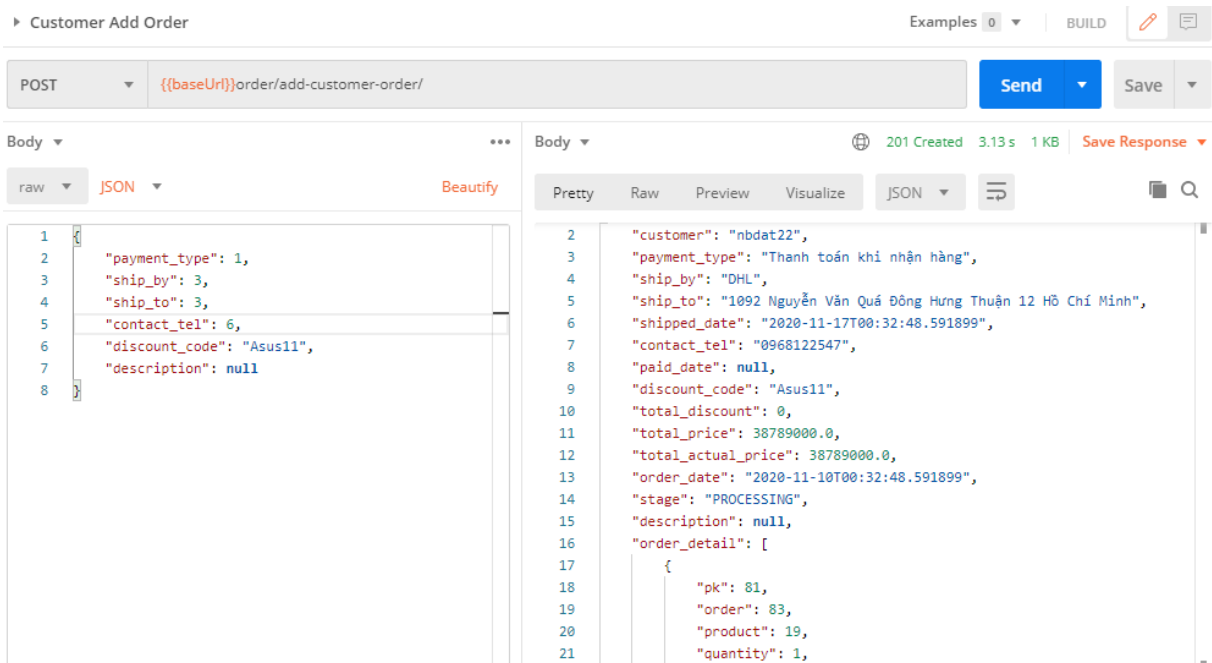 Customer Add Order
Examples 0
BUILD
POST
{{baseUrl}}order/add-customer-order/
Send
Save
Body
raw
JSON
Beautify
1 {
2 "payment_type": 1,
3 "ship_by": 3,
4 "ship_to": 3,
5 "contact_tel": 6,
6 "discount_code": "Asus11",
7 "description": null
8 }
Body
201 Created 3.13 s 1 KB
Save Response
Pretty
Raw
Preview
Visualize
JSON
2 "customer": "nbdat22",
3 "payment_type": "Thanh toán khi nhận hàng",
4 "ship_by": "DHL",
5 "ship_to": "1092 Nguyễn Văn Quá Đông Hưng Thuận 12 Hồ Chí Minh",
6 "shipped_date": "2020-11-17T00:32:48.591899",
7 "contact_tel": "0968122547",
8 "paid_date": null,
9 "discount_code": "Asus11",
10 "total_discount": 0,
11 "total_price": 38789000.0,
12 "total_actual_price": 38789000.0,
13 "order_date": "2020-11-10T00:32:48.591899",
14 "stage": "PROCESSING",
15 "description": null,
16 "order_detail": [
17 {
18 "pk": 81,
19 "order": 83,
20 "product": 19,
21 "quantity": 1,